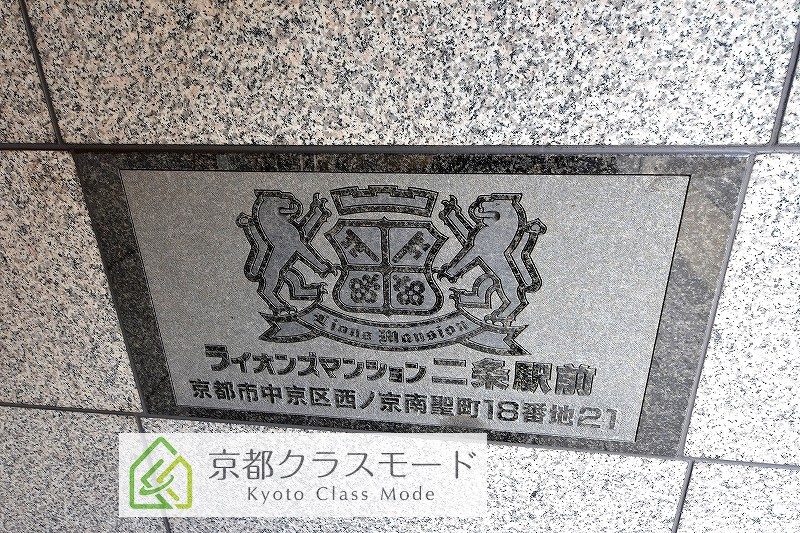 Lions Mansion
ライオンズマンション 二条駅前
京都市中京区西ノ京南聖町18番地21
京都クラスモード
Kyoto Class Mode